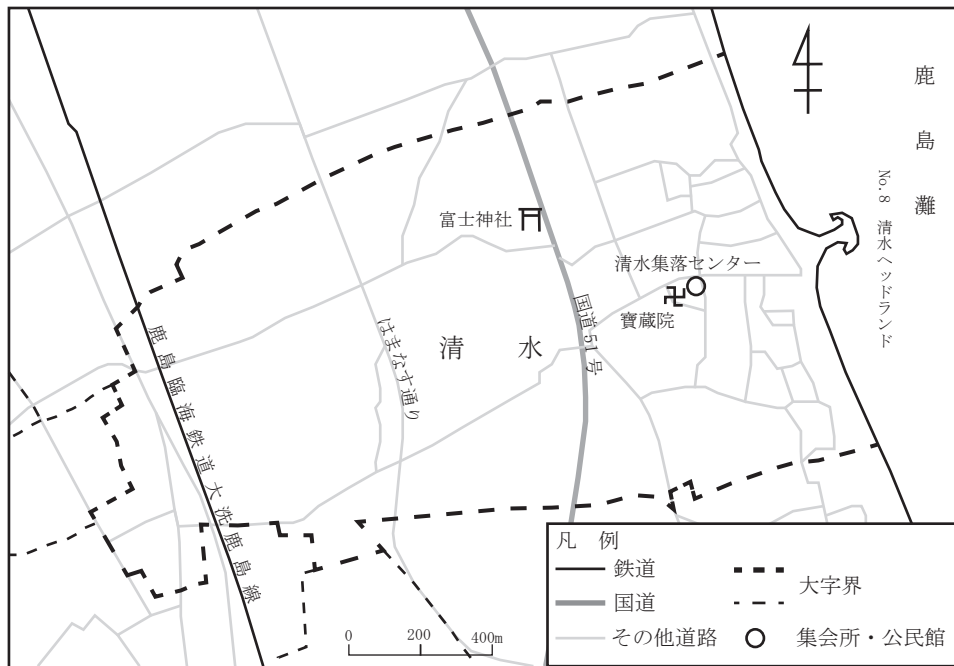 鹿島灘
No.8 清水ヘッドランド
富士神社
清水集落センター
寶蔵院
国道51号
はまなす通り
清水
鹿島臨海鉄道大洗鹿島線
0 200 400m
凡例
鉄道
国道
その他道路
大字界
集会所・公民館